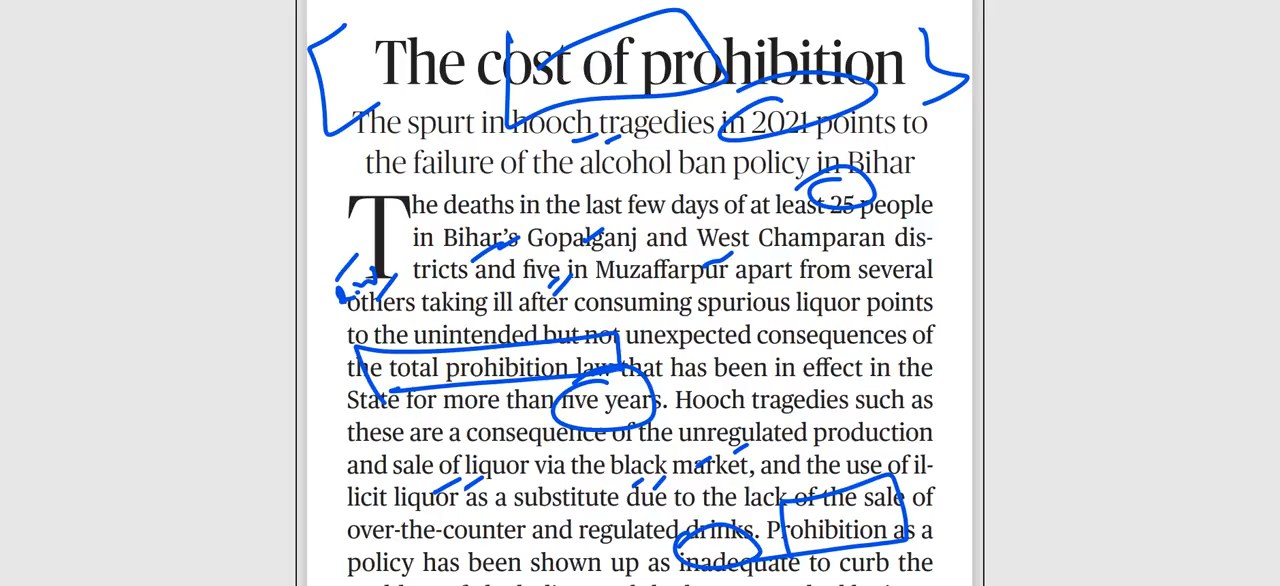 The cost of prohibition
The spurt in hooch tragedies in 2021 points to
the failure of the alcohol ban policy in Bihar
The deaths in the last few days of at least 25 people
in Bihar's Gopalganj and West Champaran dis-
tricts and five in Muzaffarpur apart from several
others taking ill after consuming spurious liquor points
to the unintended but not unexpected consequences of
the total prohibition law that has been in effect in the
State for more than five years. Hooch tragedies such as
these are a consequence of the unregulated production
and sale of liquor via the black market, and the use of il-
licit liquor as a substitute due to the lack of the sale of
over-the-counter and regulated drinks. Prohibition as a
policy has been shown up as inadequate to curb the